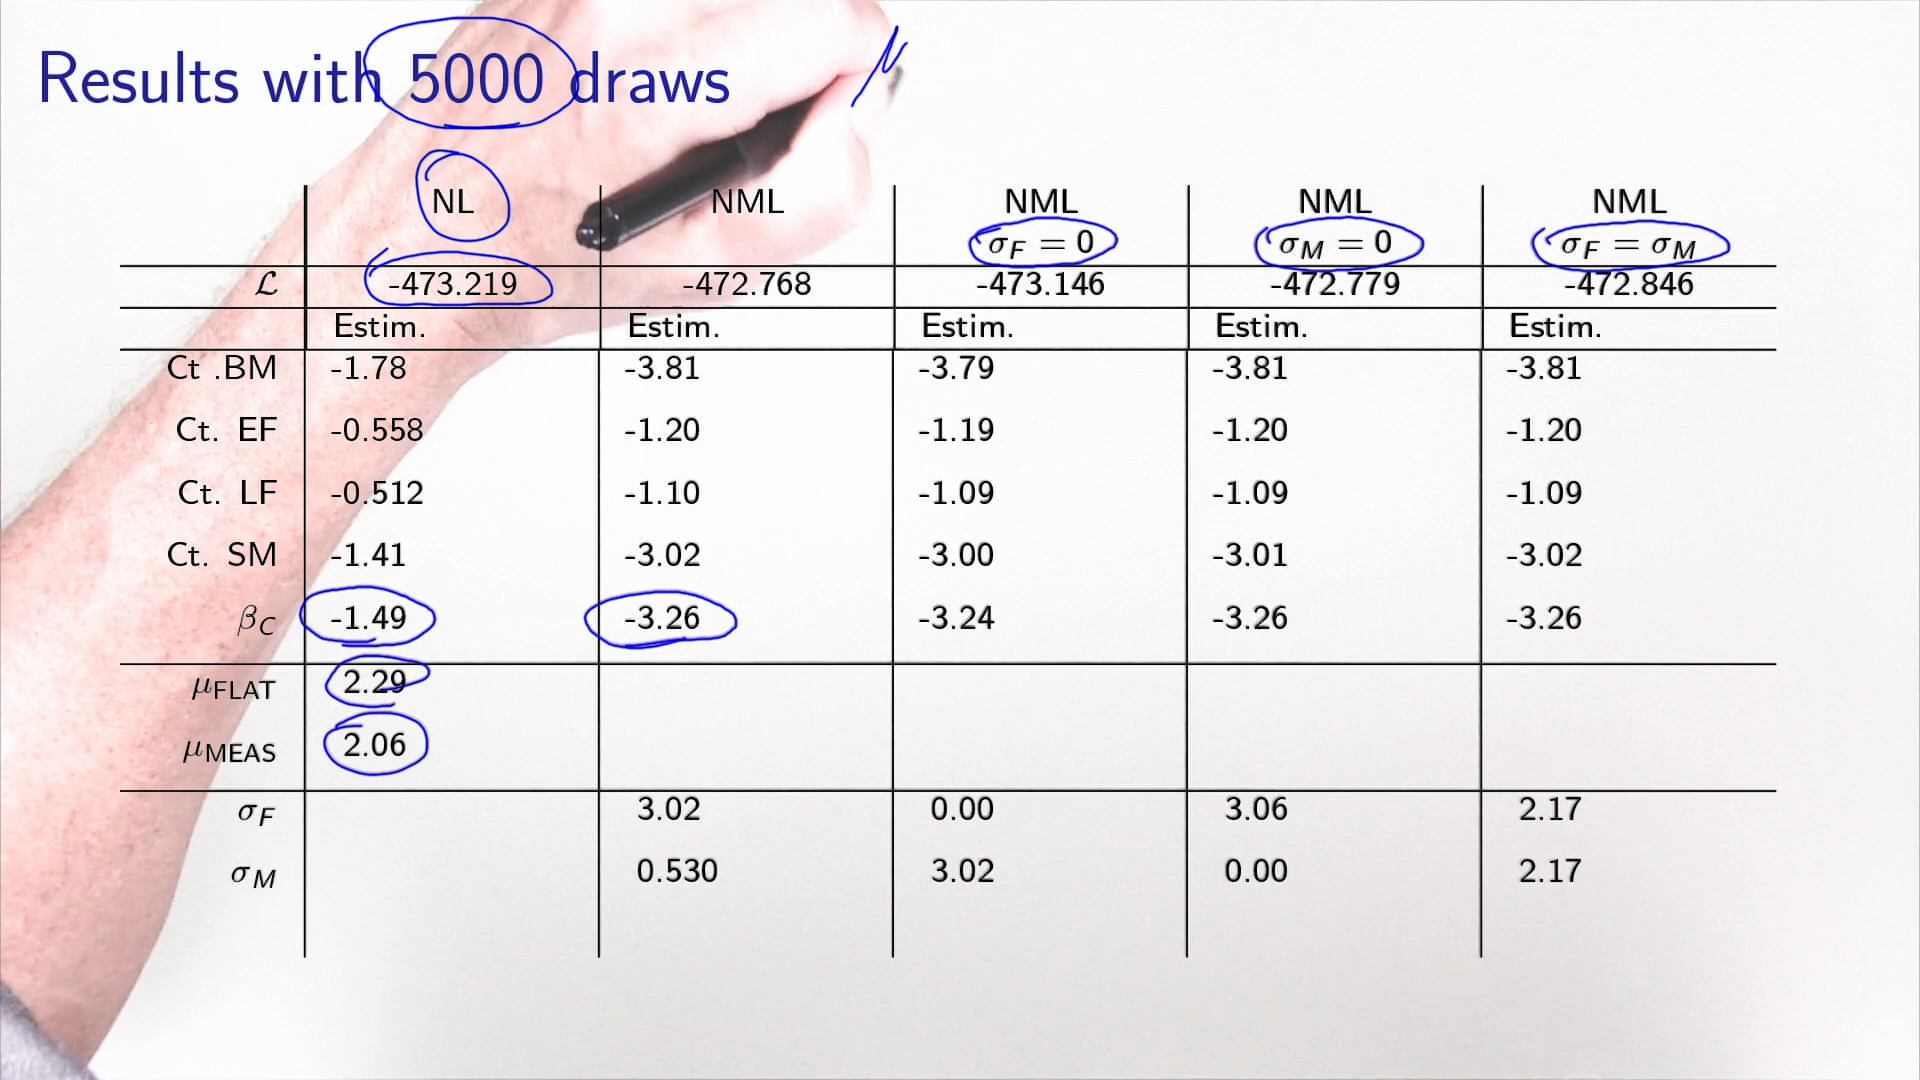 Results with 5000 draws
NL NML NML NML NML
σF = 0 σM = 0 σF = σM
ℒ -473.219 -472.768 -473.146 -472.779 -472.846
Estim. Estim. Estim. Estim. Estim.
Ct .BM -1.78 -3.81 -3.79 -3.81 -3.81
Ct. EF -0.558 -1.20 -1.19 -1.20 -1.20
Ct. LF -0.512 -1.10 -1.09 -1.09 -1.09
Ct. SM -1.41 -3.02 -3.00 -3.01 -3.02
βC -1.49 -3.26 -3.24 -3.26 -3.26
μFLAT 2.29
μMEAS 2.06
σF 3.02 0.00 3.06 2.17
σM 0.530 3.02 0.00 2.17